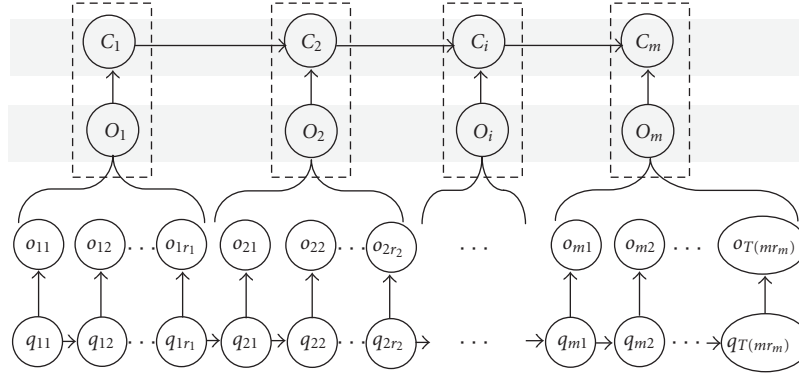 C1 C2 Ci Cm
O1 O2 Oi Om
o11 o12 ... o1r1 o21 o22 ... o2r2 ... om1 om2 ... oT(mrm)
q11 q12 ... q1r1 q21 q22 ... q2r2 ... qm1 qm2 ... qT(mrm)